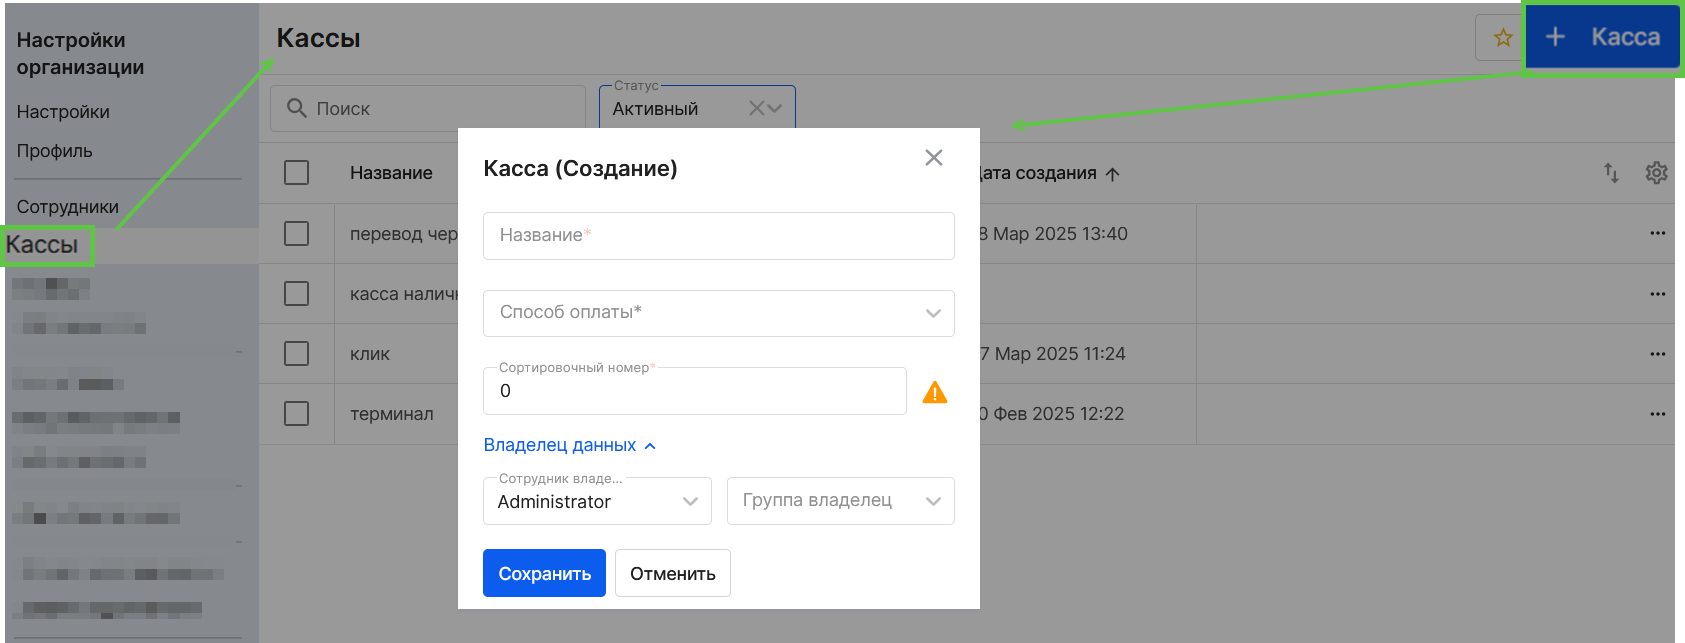 Настройки
организации
Настройки
Профиль
Сотрудники
Кассы
Кассы
+ Касса
Поиск
Статус
Активный
Название
ата создания
перевод чер
8 Мар 2025 13:40
касса налич
клик
7 Мар 2025 11:24
терминал
0 Фев 2025 12:22
Касса (Создание)
Название*
Способ оплаты*
Сортировочный номер*
0
Владелец данных
Сотрудник владе...
Administrator
Группа владелец
Сохранить
Отменить